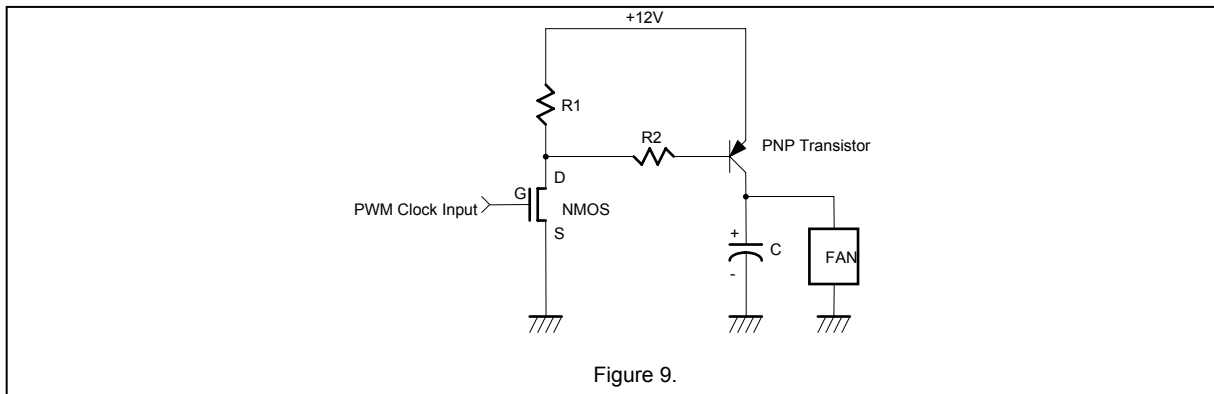 +12V
R1
R2
PNP Transistor
D
G
NMOS
PWM Clock Input
S
+
C
FAN
-
Figure 9.